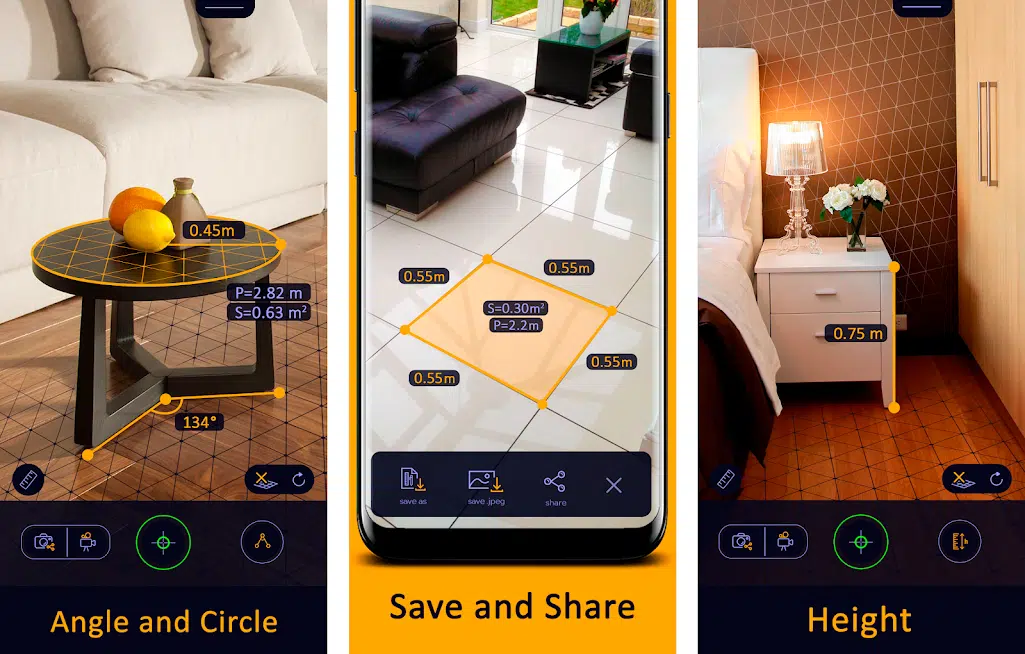 0.45m
P=2.82 m
S=0.63 m²
134°
Angle and Circle
0.55m
0.55m
S=0.30m²
P=2.2m
0.55m
0.55m
save as
save .jpeg
share
Save and Share
0.75 m
Height